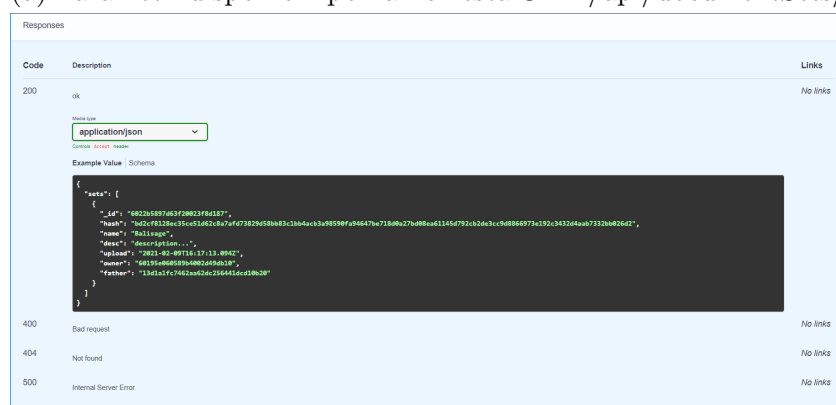 Responses
Code Description Links
200 ok No links
Media type
application/json
Controls Accept header.
Example Value Schema
{
"sets": [
{
"_id": "6022b5897d63f20023f8d187",
"hash": "bd2cf8128ec35ce51d62c8a7afd73829d58bb83c1bb4acb3a98590fa94647be718d0a27bd08ea61145d792cb2de3cc9d8866973e192c3432d4aab7332bb026d2",
"name": "Balisage",
"desc": "description...",
"upload": "2021-02-09T16:17:13.094Z",
"owner": "60195e060589b4002d49db10",
"father": "13d1a1fc7462aa62dc256441dcd10b20"
}
]
}
400 Bad request No links
404 Not found No links
500 Internal Server Error No links